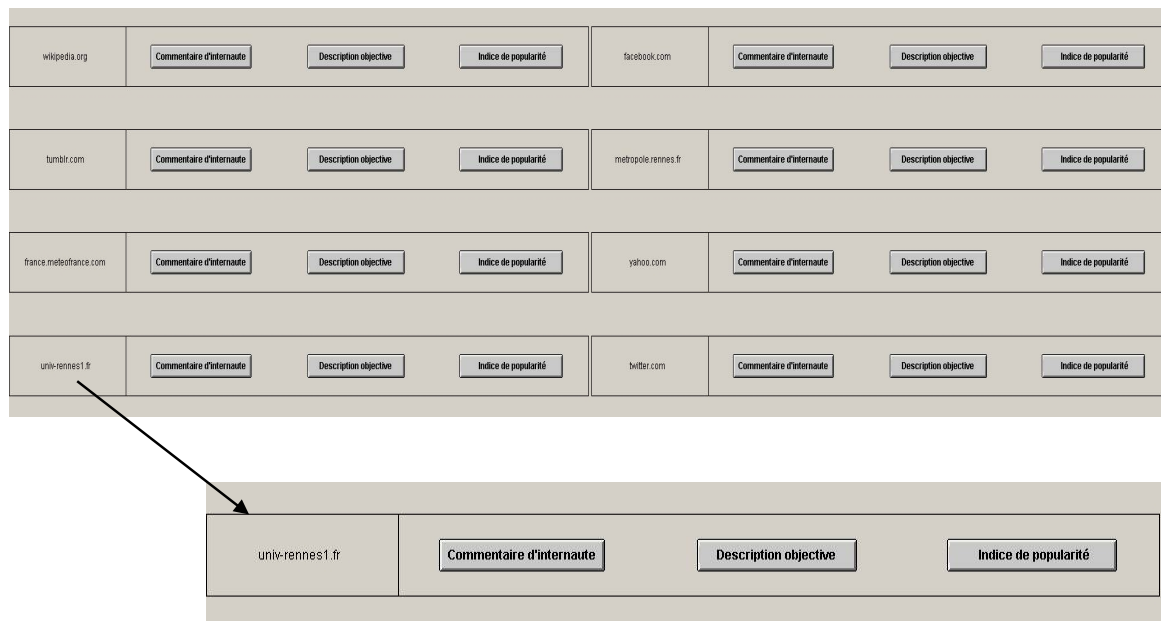 wikipedia.org Commentaire d'internaute Description objective Indice de popularité facebook.com Commentaire d'internaute Description objective Indice de popularité
tumblr.com Commentaire d'internaute Description objective Indice de popularité metropole.rennes.fr Commentaire d'internaute Description objective Indice de popularité
france.meteofrance.com Commentaire d'internaute Description objective Indice de popularité yahoo.com Commentaire d'internaute Description objective Indice de popularité
univ-rennes1.fr Commentaire d'internaute Description objective Indice de popularité twitter.com Commentaire d'internaute Description objective Indice de popularité
univ-rennes1.fr Commentaire d'internaute Description objective Indice de popularité